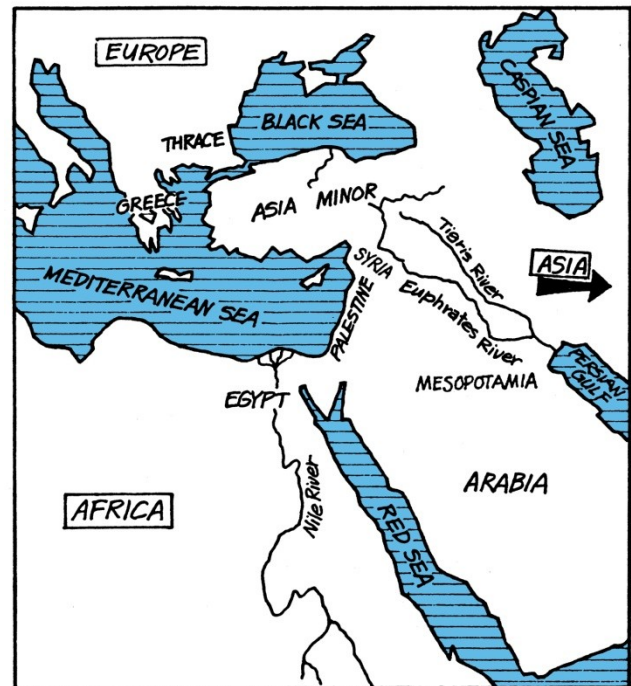 EUROPE
BLACK SEA
CASPIAN SEA
THRACE
GREECE
ASIA MINOR
Tigris River
ASIA
SYRIA
MEDITERRANEAN SEA
PALESTINE
Euphrates River
PERSIAN
GULF
MESOPOTAMIA
EGYPT
ARABIA
AFRICA
Nile River
RED SEA